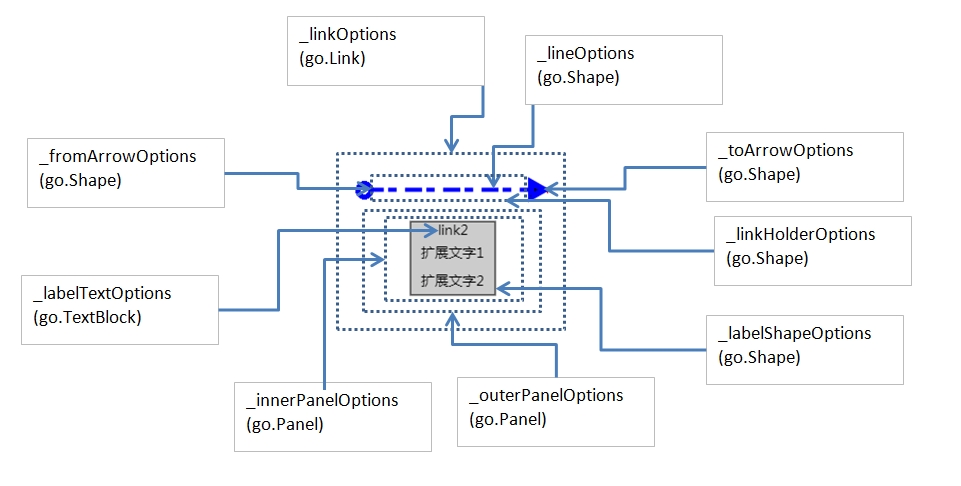 _linkOptions
(go.Link)
_lineOptions
(go.Shape)
_fromArrowOptions
(go.Shape)
_toArrowOptions
(go.Shape)
_linkHolderOptions
(go.Shape)
link2
扩展文字1
扩展文字2
_labelTextOptions
(go.TextBlock)
_labelShapeOptions
(go.Shape)
_innerPanelOptions
(go.Panel)
_outerPanelOptions
(go.Panel)